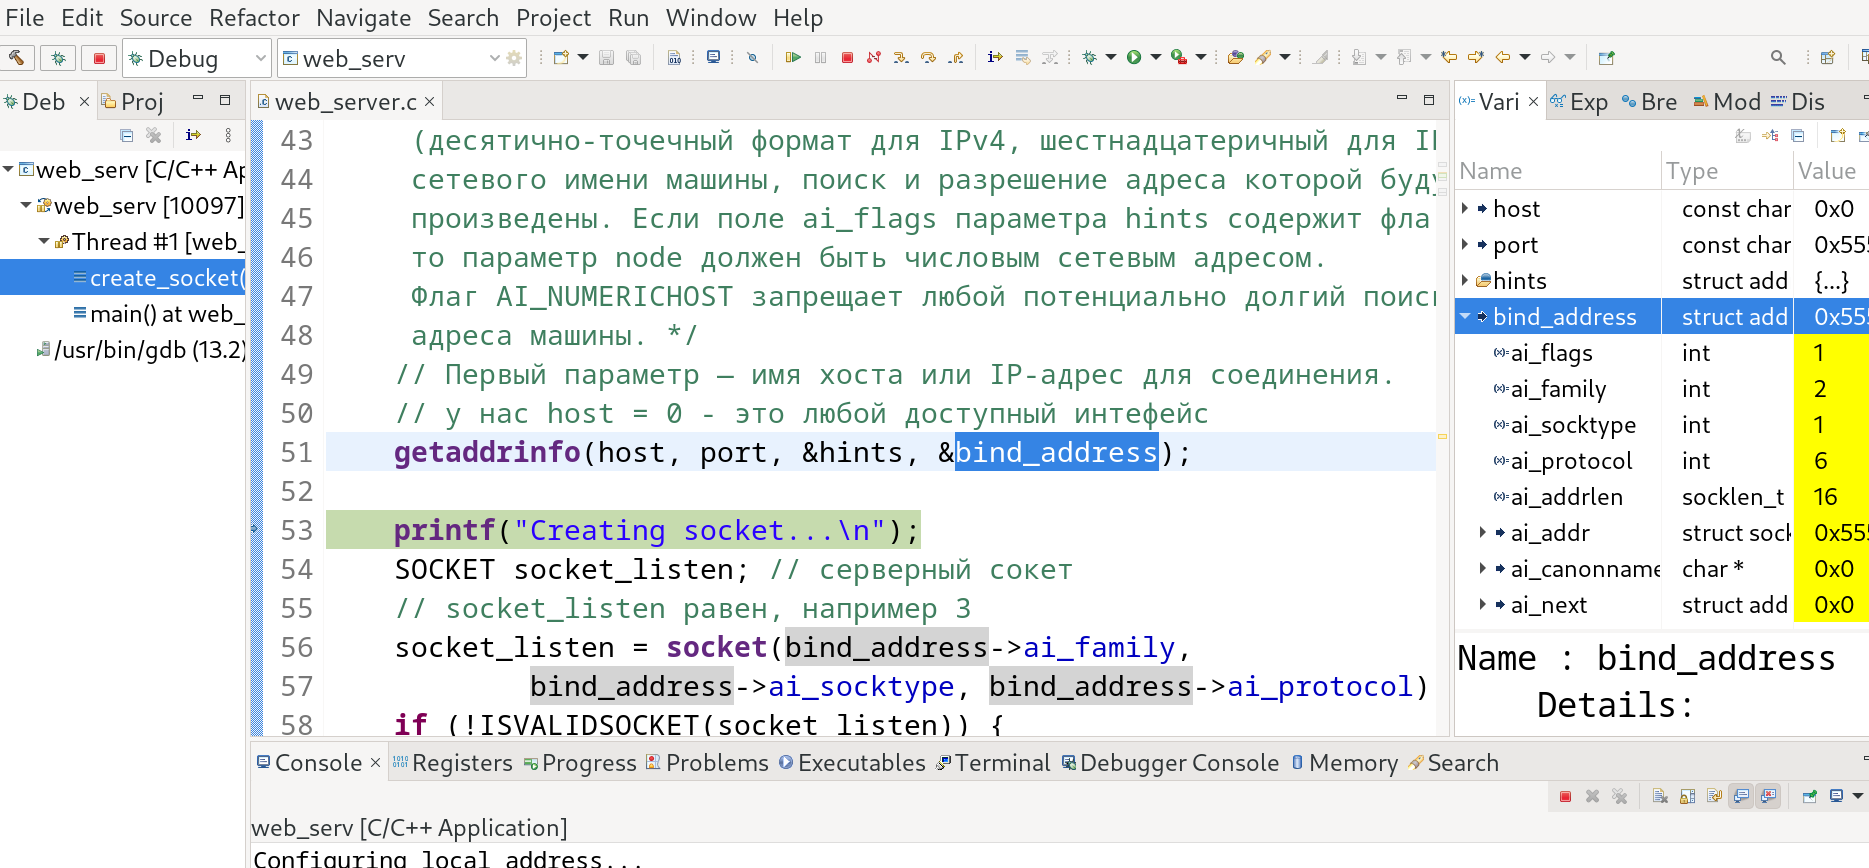 File Edit Source Refactor Navigate Search Project Run Window Help
Debug web_serv
Deb Proj
web_serv [C/C++ Ap
web_serv [10097]
Thread #1 [web_
create_socket(
main() at web_
/usr/bin/gdb (13.2)
web_server.c
43 (десятично-точечный формат для IPv4, шестнадцатеричный для IP
44 сетевого имени машины, поиск и разрешение адреса которой буду
45 произведены. Если поле ai_flags параметра hints содержит фла
46 то параметр node должен быть числовым сетевым адресом.
47 Флаг AI_NUMERICHOST запрещает любой потенциально долгий поиск
48 адреса машины. */
49 // Первый параметр — имя хоста или IP-адрес для соединения.
50 // у нас host = 0 - это любой доступный интефейс
51 getaddrinfo(host, port, &hints, &bind_address);
52
53 printf("Creating socket...\n");
54 SOCKET socket_listen; // серверный сокет
55 // socket_listen равен, например 3
56 socket_listen = socket(bind_address->ai_family,
57 bind_address->ai_socktype, bind_address->ai_protocol)
58 if (!ISVALIDSOCKET(socket_listen)) {
Vari Exp Bre Mod Dis
Name Type Value
host const char 0x0
port const char 0x555
hints struct add {...}
bind_address struct add 0x555
ai_flags int 1
ai_family int 2
ai_socktype int 1
ai_protocol int 6
ai_addrlen socklen_t 16
ai_addr struct sock 0x555
ai_canonname char * 0x0
ai_next struct add 0x0
Name : bind_address
Details:
Console Registers Progress Problems Executables Terminal Debugger Console Memory Search
web_serv [C/C++ Application]
Configuring local address...